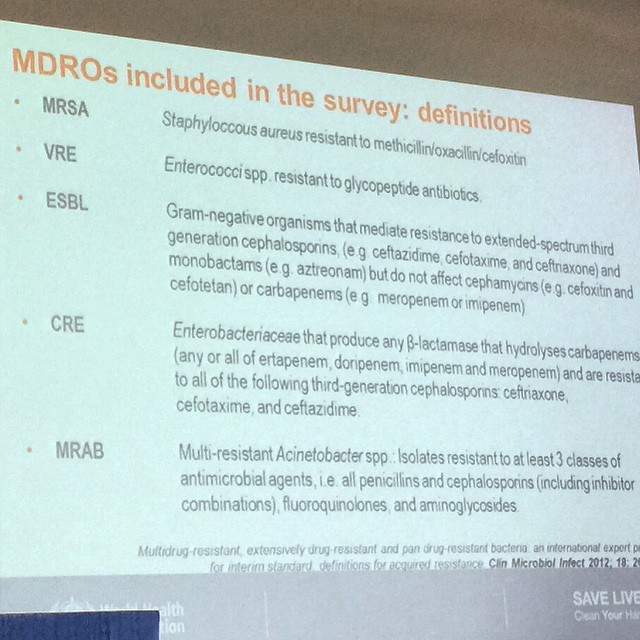 MDROs included in the survey: definitions
• MRSA Staphyloccous aureus resistant to methicillin/oxacillin/cefoxitin
• VRE Enterococci spp. resistant to glycopeptide antibiotics.
• ESBL Gram-negative organisms that mediate resistance to extended-spectrum third
generation cephalosporins, (e.g. ceftazidime, cefotaxime, and ceftriaxone) and
monobactams (e.g. aztreonam) but do not affect cephamycins (e.g. cefoxitin and
cefotetan) or carbapenems (e.g. meropenem or imipenem)
• CRE Enterobacteriaceae that produce any β-lactamase that hydrolyses carbapenems
(any or all of ertapenem, doripenem, imipenem and meropenem) and are resista
to all of the following third-generation cephalosporins: ceftriaxone,
cefotaxime, and ceftazidime.
• MRAB Multi-resistant Acinetobacter spp.: Isolates resistant to at least 3 classes of
antimicrobial agents, i.e. all penicillins and cephalosporins (including inhibitor
combinations), fluoroquinolones, and aminoglycosides.
Multidrug-resistant, extensively drug-resistant and pan drug-resistant bacteria: an international expert p
for interim standard definitions for acquired resistance. Clin Microbiol Infect 2012; 18: 2
World Health
SAVE LIVE
Clean Your Ha